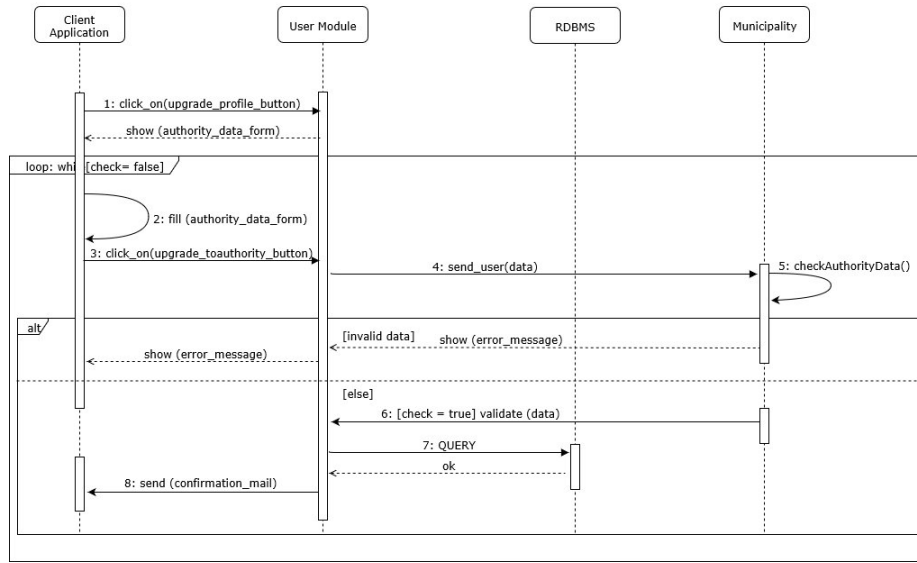 Client
Application
User Module
RDBMS
Municipality
1: click_on(upgrade_profile_button)
show (authority_data_form)
loop: whi[check= false]
2: fill (authority_data_form)
3: click_on(upgrade_toauthority_button)
4: send_user(data)
5: checkAuthorityData()
alt
[invalid data]
show (error_message)
show (error_message)
[else]
6: [check = true] validate (data)
7: QUERY
ok
8: send (confirmation_mail)